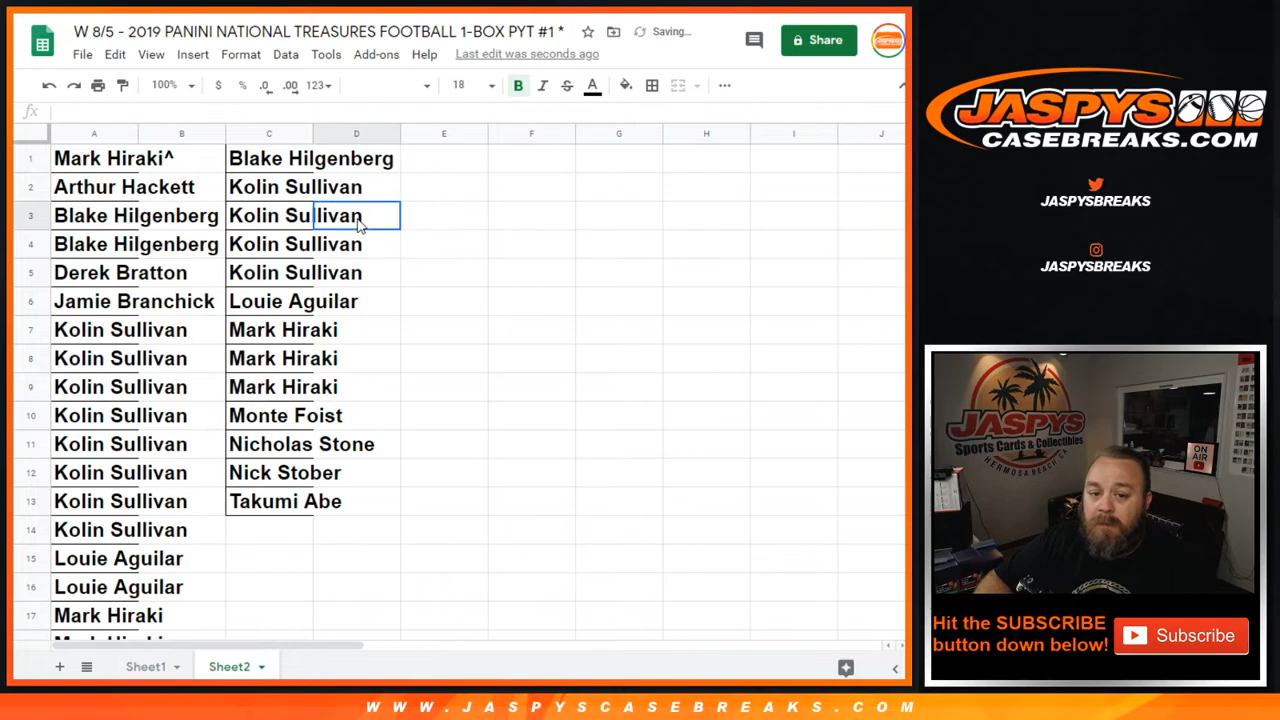 W 8/5 - 2019 PANINI NATIONAL TREASURES FOOTBALL 1-BOX PYT #1 *
Saving...
File Edit View Insert Format Data Tools Add-ons Help Last edit was seconds ago
Share
100% $ % .0 .00 123 18 B I S A ...
fx
A B C D E F G H I J
1 Mark Hiraki^ Blake Hilgenberg
2 Arthur Hackett Kolin Sullivan
3 Blake Hilgenberg Kolin Sullivan
4 Blake Hilgenberg Kolin Sullivan
5 Derek Bratton Kolin Sullivan
6 Jamie Branchick Louie Aguilar
7 Kolin Sullivan Mark Hiraki
8 Kolin Sullivan Mark Hiraki
9 Kolin Sullivan Mark Hiraki
10 Kolin Sullivan Monte Foist
11 Kolin Sullivan Nicholas Stone
12 Kolin Sullivan Nick Stober
13 Kolin Sullivan Takumi Abe
14 Kolin Sullivan
15 Louie Aguilar
16 Louie Aguilar
17 Mark Hiraki
Sheet1 Sheet2
JASPYS
CASEBREAKS.COM
JASPYSBREAKS
JASPYSBREAKS
JASPYS
Sports Cards & Collectibles
HERMOSA BEACH CA
ON
AIR
Hit the SUBSCRIBE
button down below!
Subscribe
WWW.JASPYSCASEBREAKS.COM